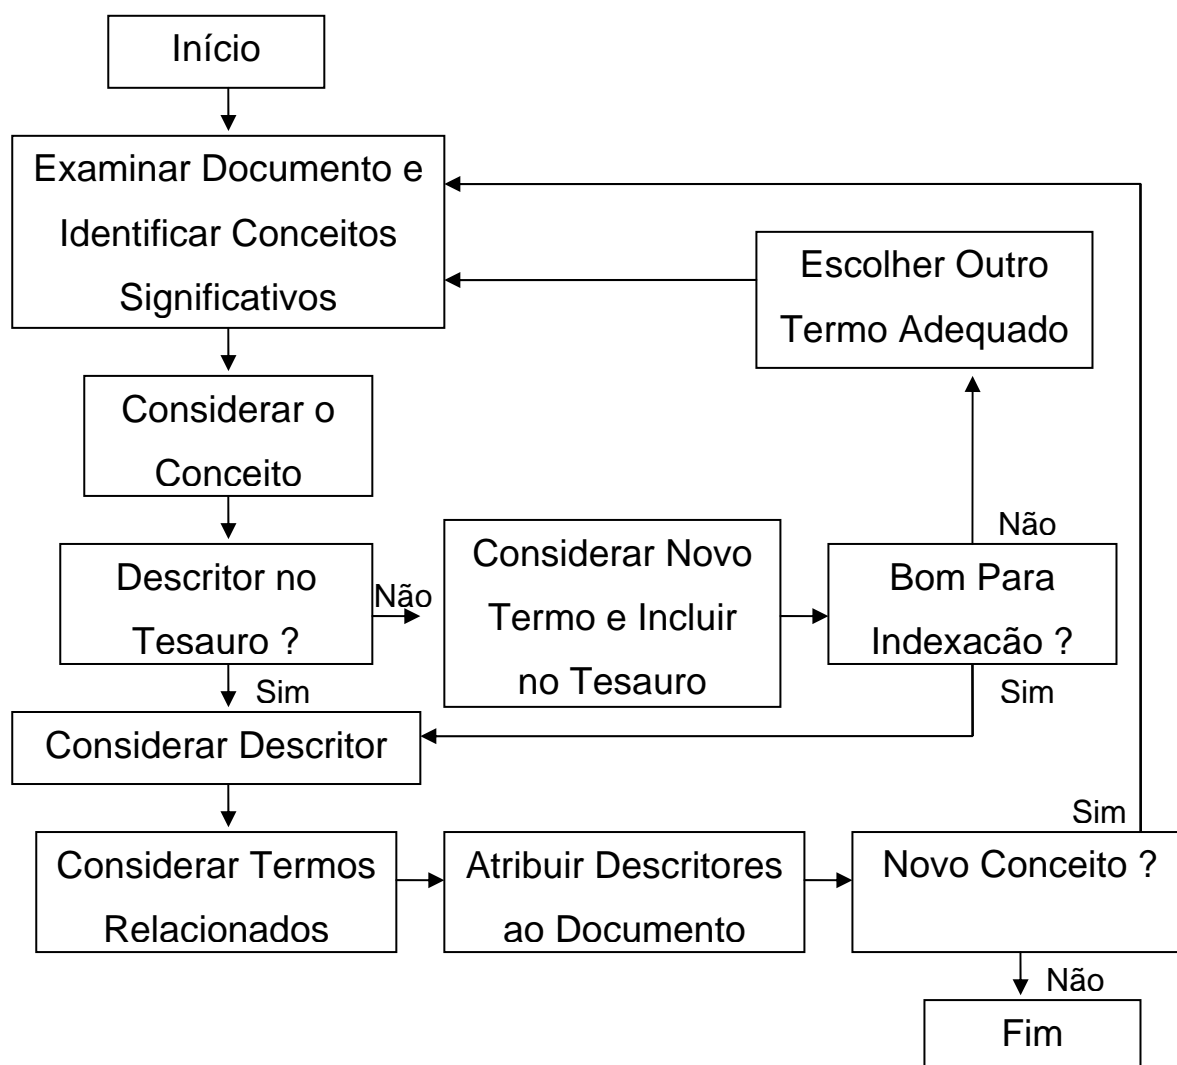 Início
Examinar Documento e
Identificar Conceitos
Significativos
Escolher Outro
Termo Adequado
Considerar o
Conceito
Descritor no
Tesauro ?
Não
Sim
Considerar Novo
Termo e Incluir
no Tesauro
Não
Bom Para
Indexacão ?
Sim
Considerar Descritor
Considerar Termos
Relacionados
Atribuir Descritores
ao Documento
Sim
Novo Conceito ?
Não
Fim